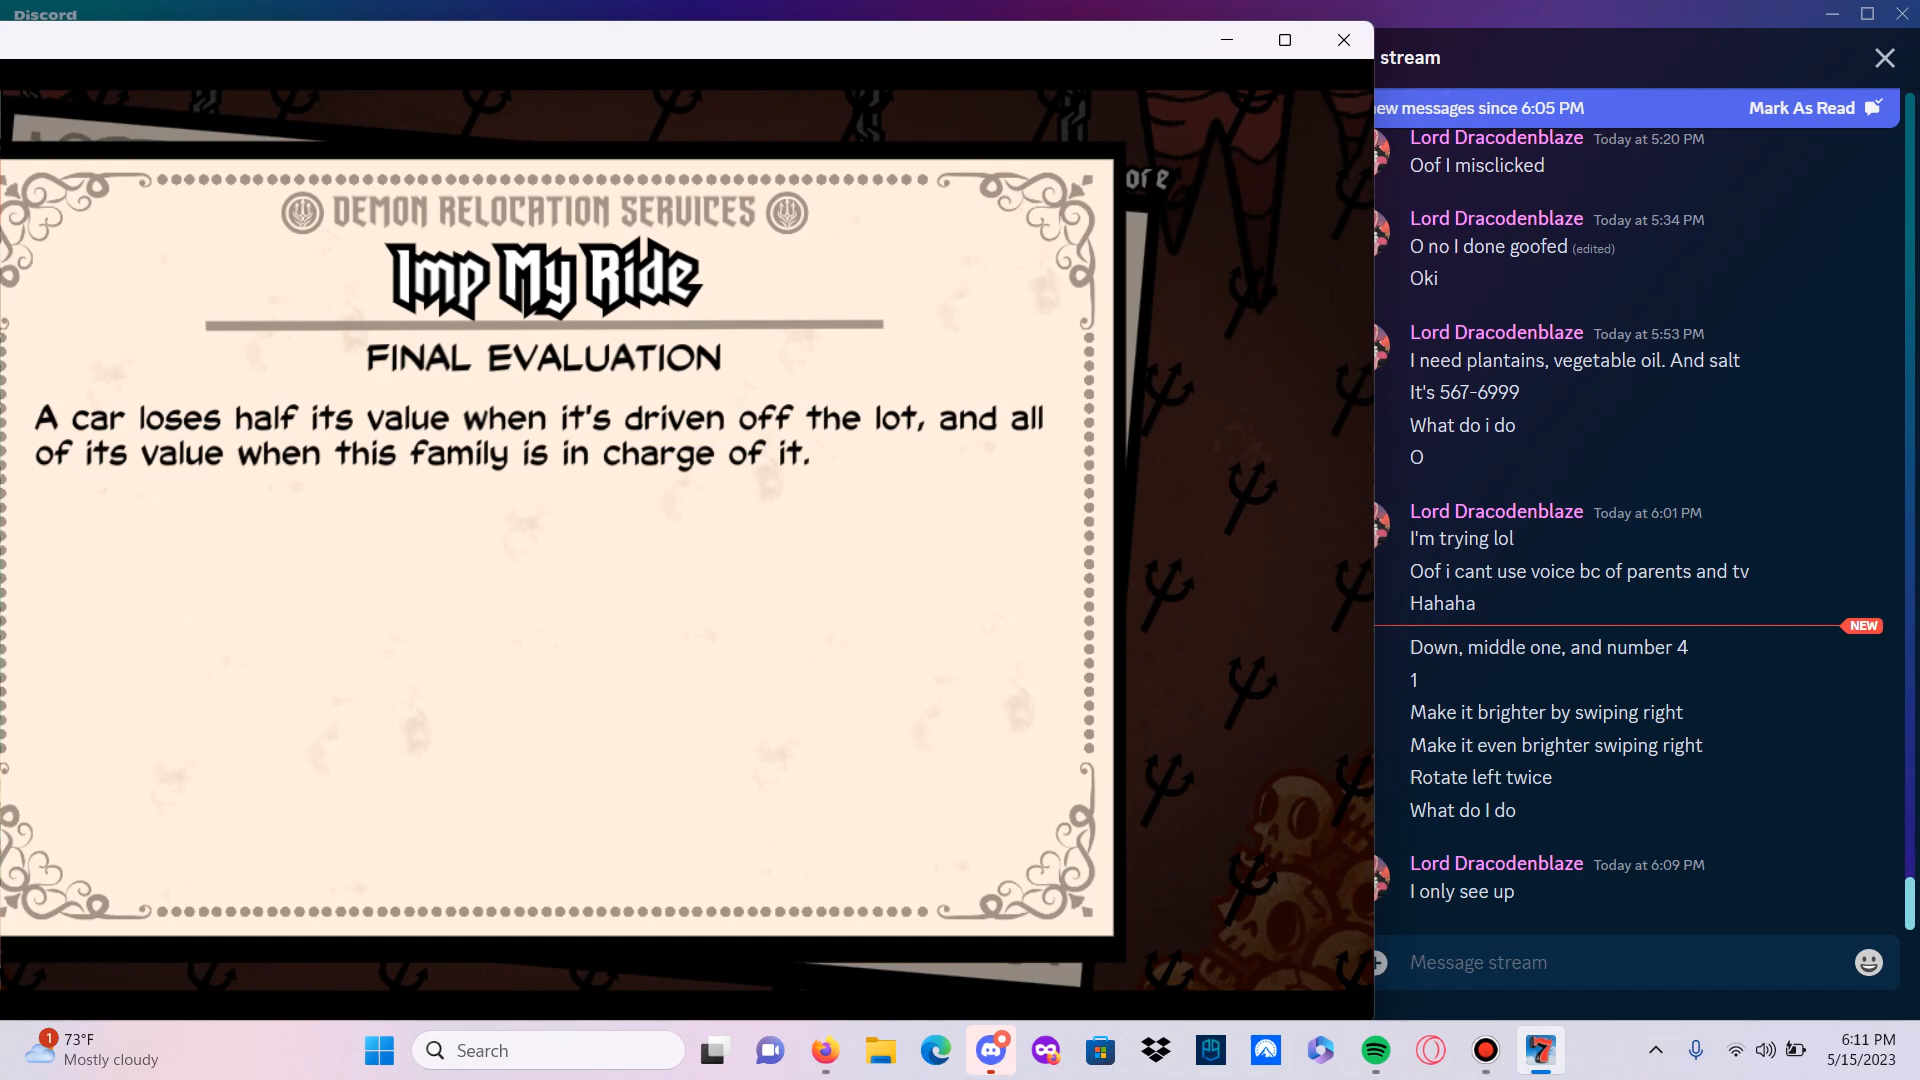 Discord
stream
ew messages since 6:05 PM Mark As Read
Lord Dracodenblaze Today at 5:20 PM
Oof I misclicked
Lord Dracodenblaze Today at 5:34 PM
O no I done goofed (edited)
Oki
Lord Dracodenblaze Today at 5:53 PM
I need plantains, vegetable oil. And salt
It's 567-6999
What do i do
O
Lord Dracodenblaze Today at 6:01 PM
I'm trying lol
Oof i cant use voice bc of parents and tv
Hahaha
NEW
Down, middle one, and number 4
1
Make it brighter by swiping right
Make it even brighter swiping right
Rotate left twice
What do I do
Lord Dracodenblaze Today at 6:09 PM
I only see up
Message stream
ore
DEMON RELOCATION SERVICES
Imp My Ride
FINAL EVALUATION
A car loses half its value when it's driven off the lot, and all
of its value when this family is in charge of it.
1
73°F
Mostly cloudy
Search
6:11 PM
5/15/2023